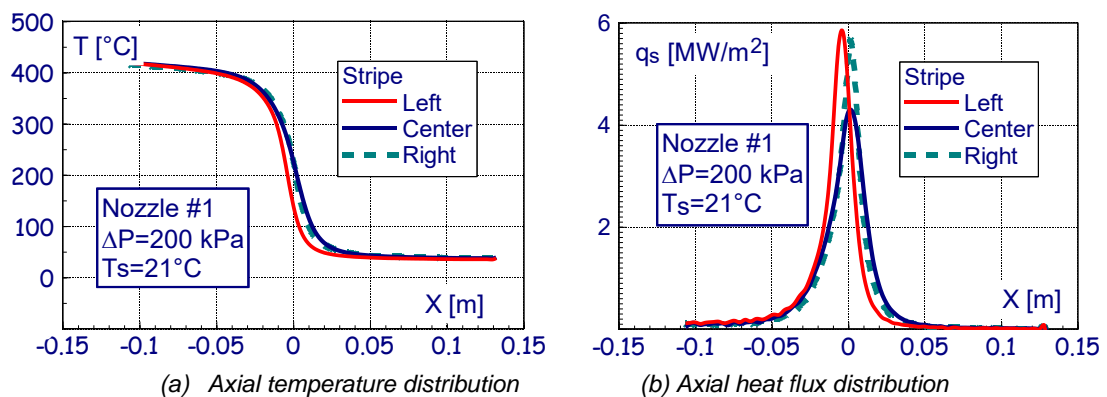 500
400
300
200
100
0
-100
T [°C]
Stripe
Left
Center
Right
Nozzle #1
ΔP=200 kPa
Ts=21°C
X [m]
-0.15 -0.1 -0.05 0 0.05 0.1 0.15
(a) Axial temperature distribution
6
4
2
qs [MW/m²]
Stripe
Left
Center
Right
Nozzle #1
ΔP=200 kPa
Ts=21°C
X [m]
-0.15 -0.1 -0.05 0 0.05 0.1 0.15
(b) Axial heat flux distribution